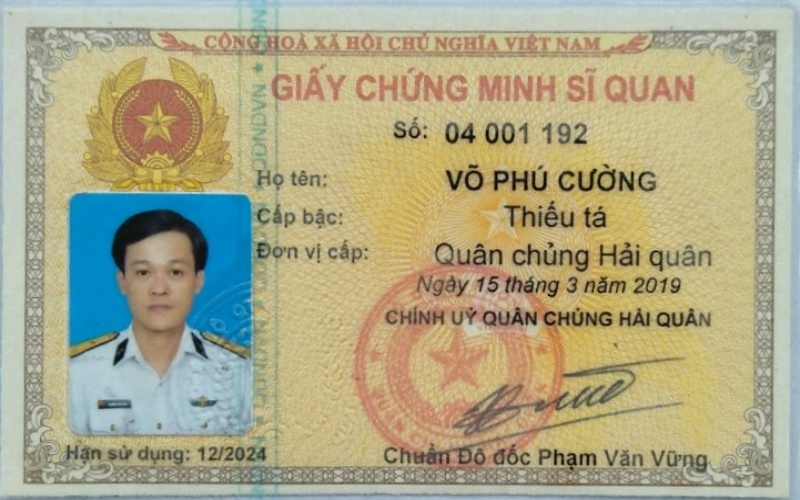 CỘNG HOÀ XÃ HỘI CHỦ NGHĨA VIỆT NAM
GIẤY CHỨNG MINH SĨ QUAN
Số: 04 001 192
Họ tên: VÕ PHÚ CƯỜNG
Cấp bậc: Thiếu tá
Đơn vị cấp: Quân chủng Hải quân
Ngày 15 tháng 3 năm 2019
CHÍNH UỶ QUÂN CHỦNG HẢI QUÂN
Hạn sử dụng: 12/2024
Chuẩn Đô đốc Phạm Văn Vững